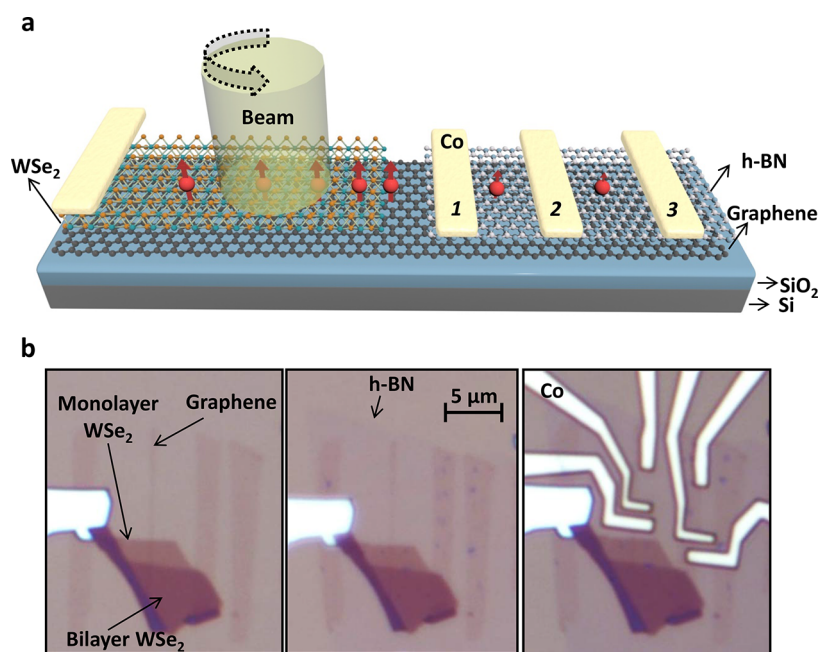 a
Beam
WSe₂
Co
1
2
3
h-BN
Graphene
SiO₂
Si
b
Monolayer
WSe₂
Graphene
Bilayer WSe₂
h-BN
5 µm
Co